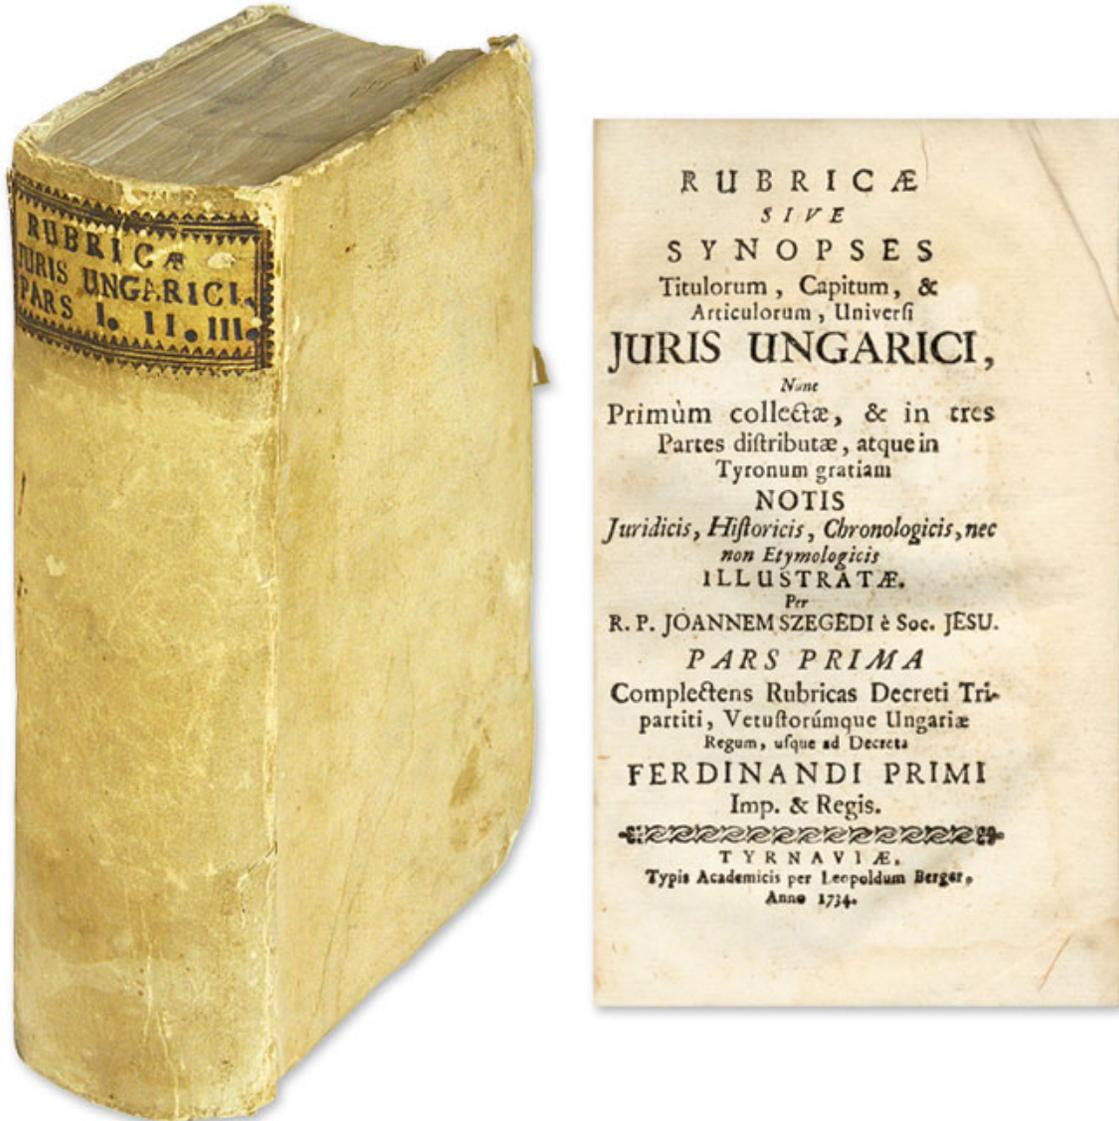 RUBRICÆ
JURIS UNGARICI,
PARS I. II. III.
RUBRICÆ
SIVE
SYNOPSES
Titulorum, Capitum, &
Articulorum, Universi
JURIS UNGARICI,
Nunc
Primùm collectæ, & in tres
Partes distributæ, atque in
Tyronum gratiam
NOTIS
Juridicis, Historicis, Chronologicis, nec
non Etymologicis
ILLUSTRATÆ.
Per
R. P. JOANNEM SZEGEDI è Soc. JESU.
PARS PRIMA
Complectens Rubricas Decreti Tri-
partiti, Vetustorúmque Ungariæ
Regum, usque ad Decreta
FERDINANDI PRIMI
Imp. & Regis.
TYRNAVIÆ,
Typis Academicis per Leopoldum Berger,
Anno 1734.